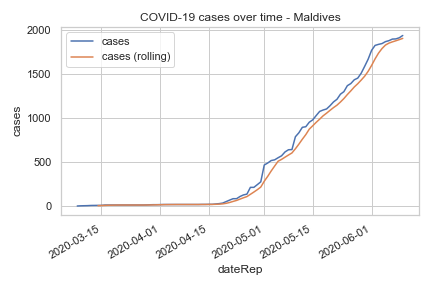 COVID-19 cases over time - Maldives
cases
cases (rolling)
2000
1500
1000
500
0
cases
2020-03-15
2020-04-01
2020-04-15
2020-05-01
2020-05-15
2020-06-01
dateRep